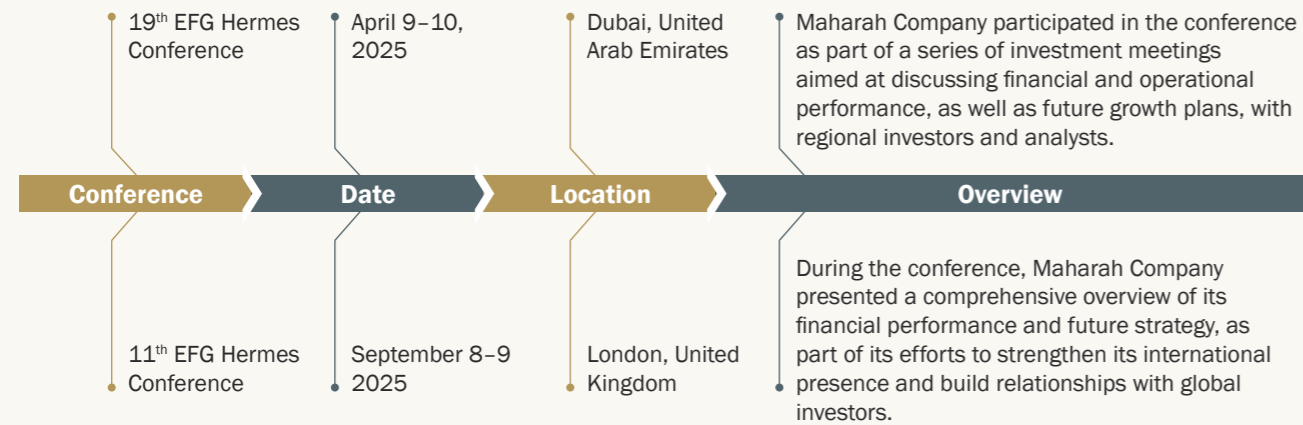 19th EFG Hermes
Conference
April 9–10,
2025
Dubai, United
Arab Emirates
Maharah Company participated in the conference
as part of a series of investment meetings
aimed at discussing financial and operational
performance, as well as future growth plans, with
regional investors and analysts.
Conference
Date
Location
Overview
11th EFG Hermes
Conference
September 8–9
2025
London, United
Kingdom
During the conference, Maharah Company
presented a comprehensive overview of its
financial performance and future strategy, as
part of its efforts to strengthen its international
presence and build relationships with global
investors.